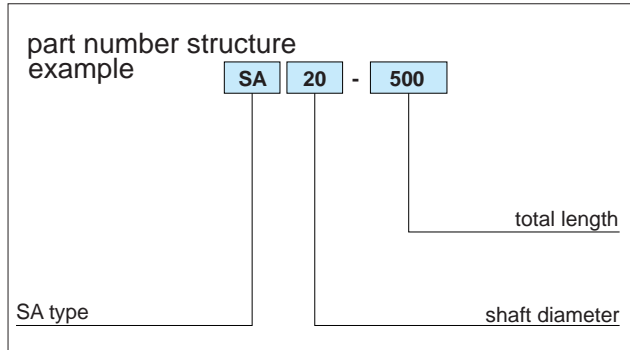 part number structure
example
SA 20 - 500
total length
SA type
shaft diameter